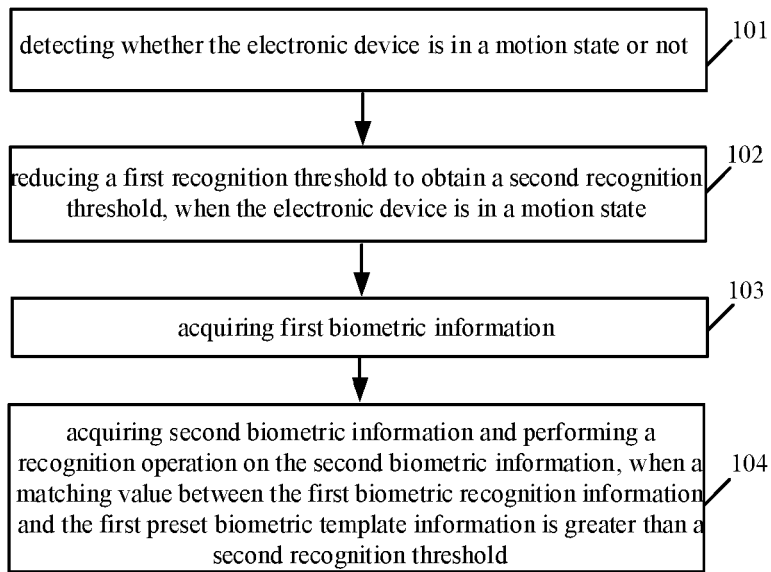 detecting whether the electronic device is in a motion state or not
101
reducing a first recognition threshold to obtain a second recognition
threshold, when the electronic device is in a motion state
102
acquiring first biometric information
103
acquiring second biometric information and performing a
recognition operation on the second biometric information, when a
matching value between the first biometric recognition information
and the first preset biometric template information is greater than a
second recognition threshold
104